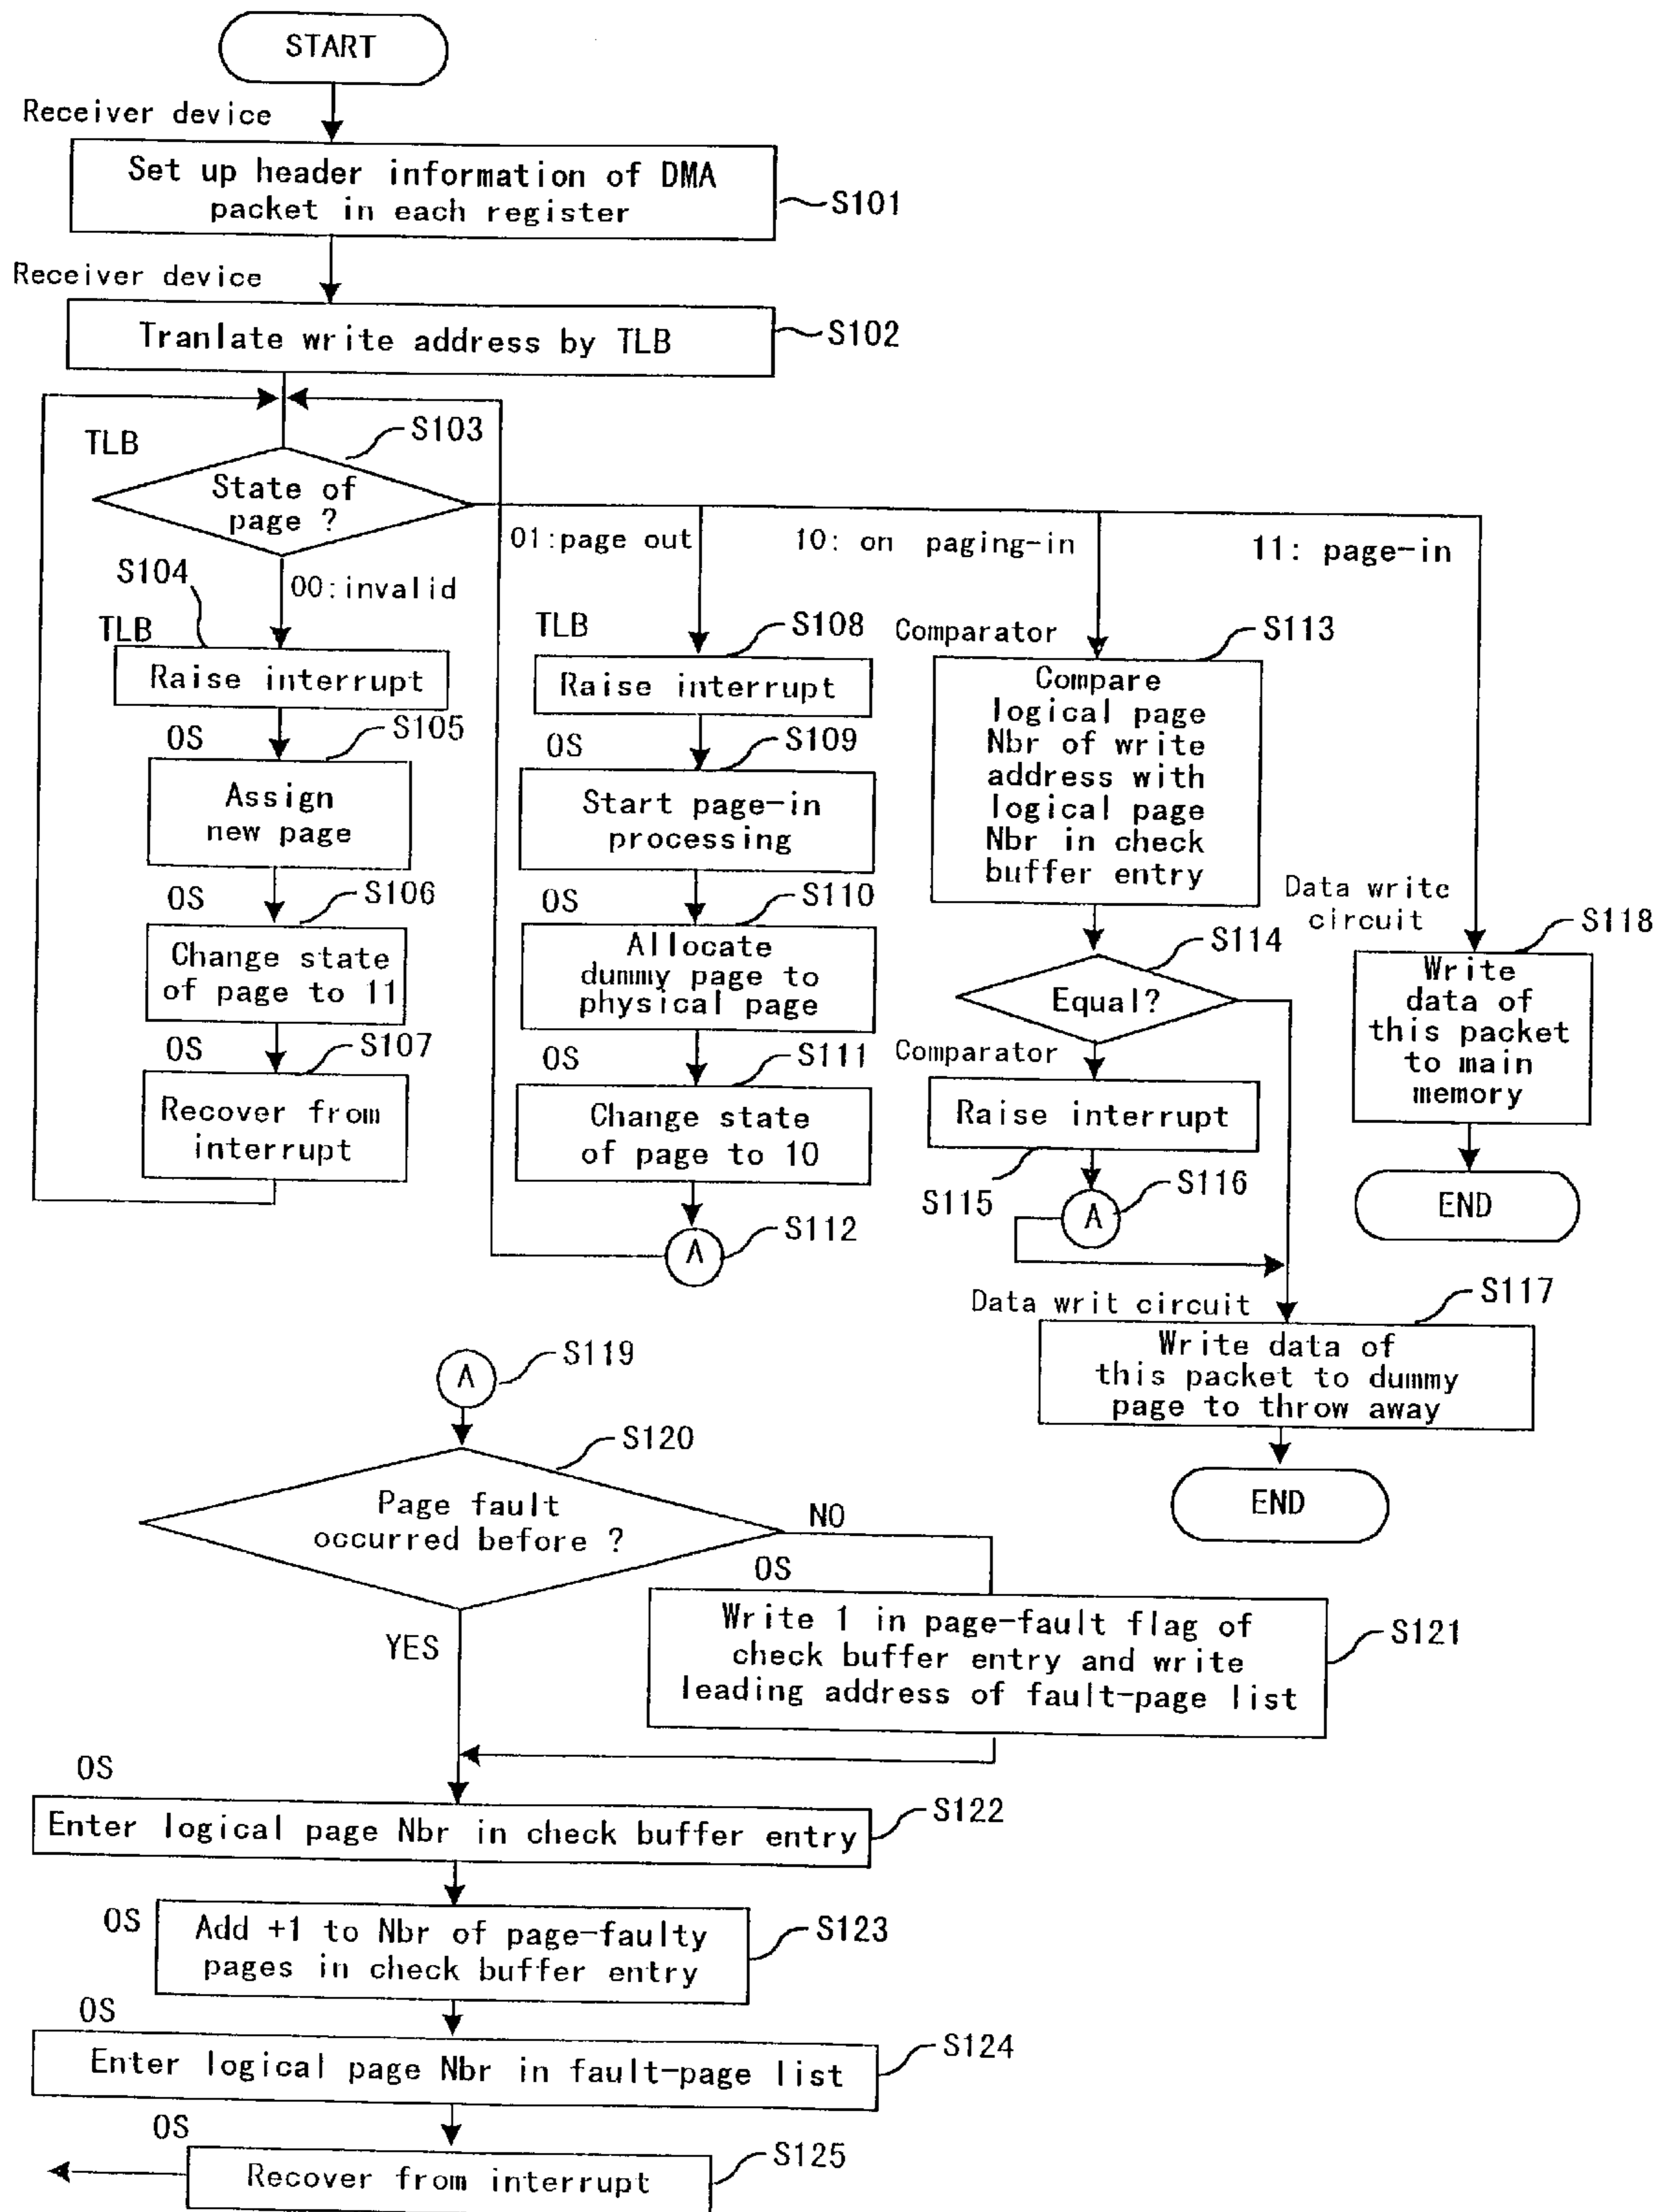 START
Receiver device
Set up header information of DMA
packet in each register
S101
Receiver device
Tranlate write address by TLB
S102
TLB
S103
State of
page ?
00:invalid
01:page out
10: on paging-in
11: page-in
S104
TLB
Raise interrupt
OS
S105
Assign
new page
OS
S106
Change state
of page to 11
OS
S107
Recover from
interrupt
TLB
S108
Raise interrupt
OS
S109
Start page-in
processing
OS
S110
Allocate
dummy page to
physical page
OS
S111
Change state
of page to 10
A
S112
Comparator
S113
Compare
logical page
Nbr of write
address with
logical page
Nbr in check
buffer entry
S114
Equal?
Comparator
Raise interrupt
S115
A
S116
Data write
circuit
S118
Write
data of
this packet
to main
memory
END
Data writ circuit
S117
Write data of
this packet to dummy
page to throw away
END
A
S119
S120
Page fault
occurred before ?
NO
YES
OS
Write 1 in page-fault flag of
check buffer entry and write
leading address of fault-page list
S121
OS
Enter logical page Nbr in check buffer entry
S122
OS
Add +1 to Nbr of page-faulty
pages in check buffer entry
S123
OS
Enter logical page Nbr in fault-page list
S124
OS
Recover from interrupt
S125